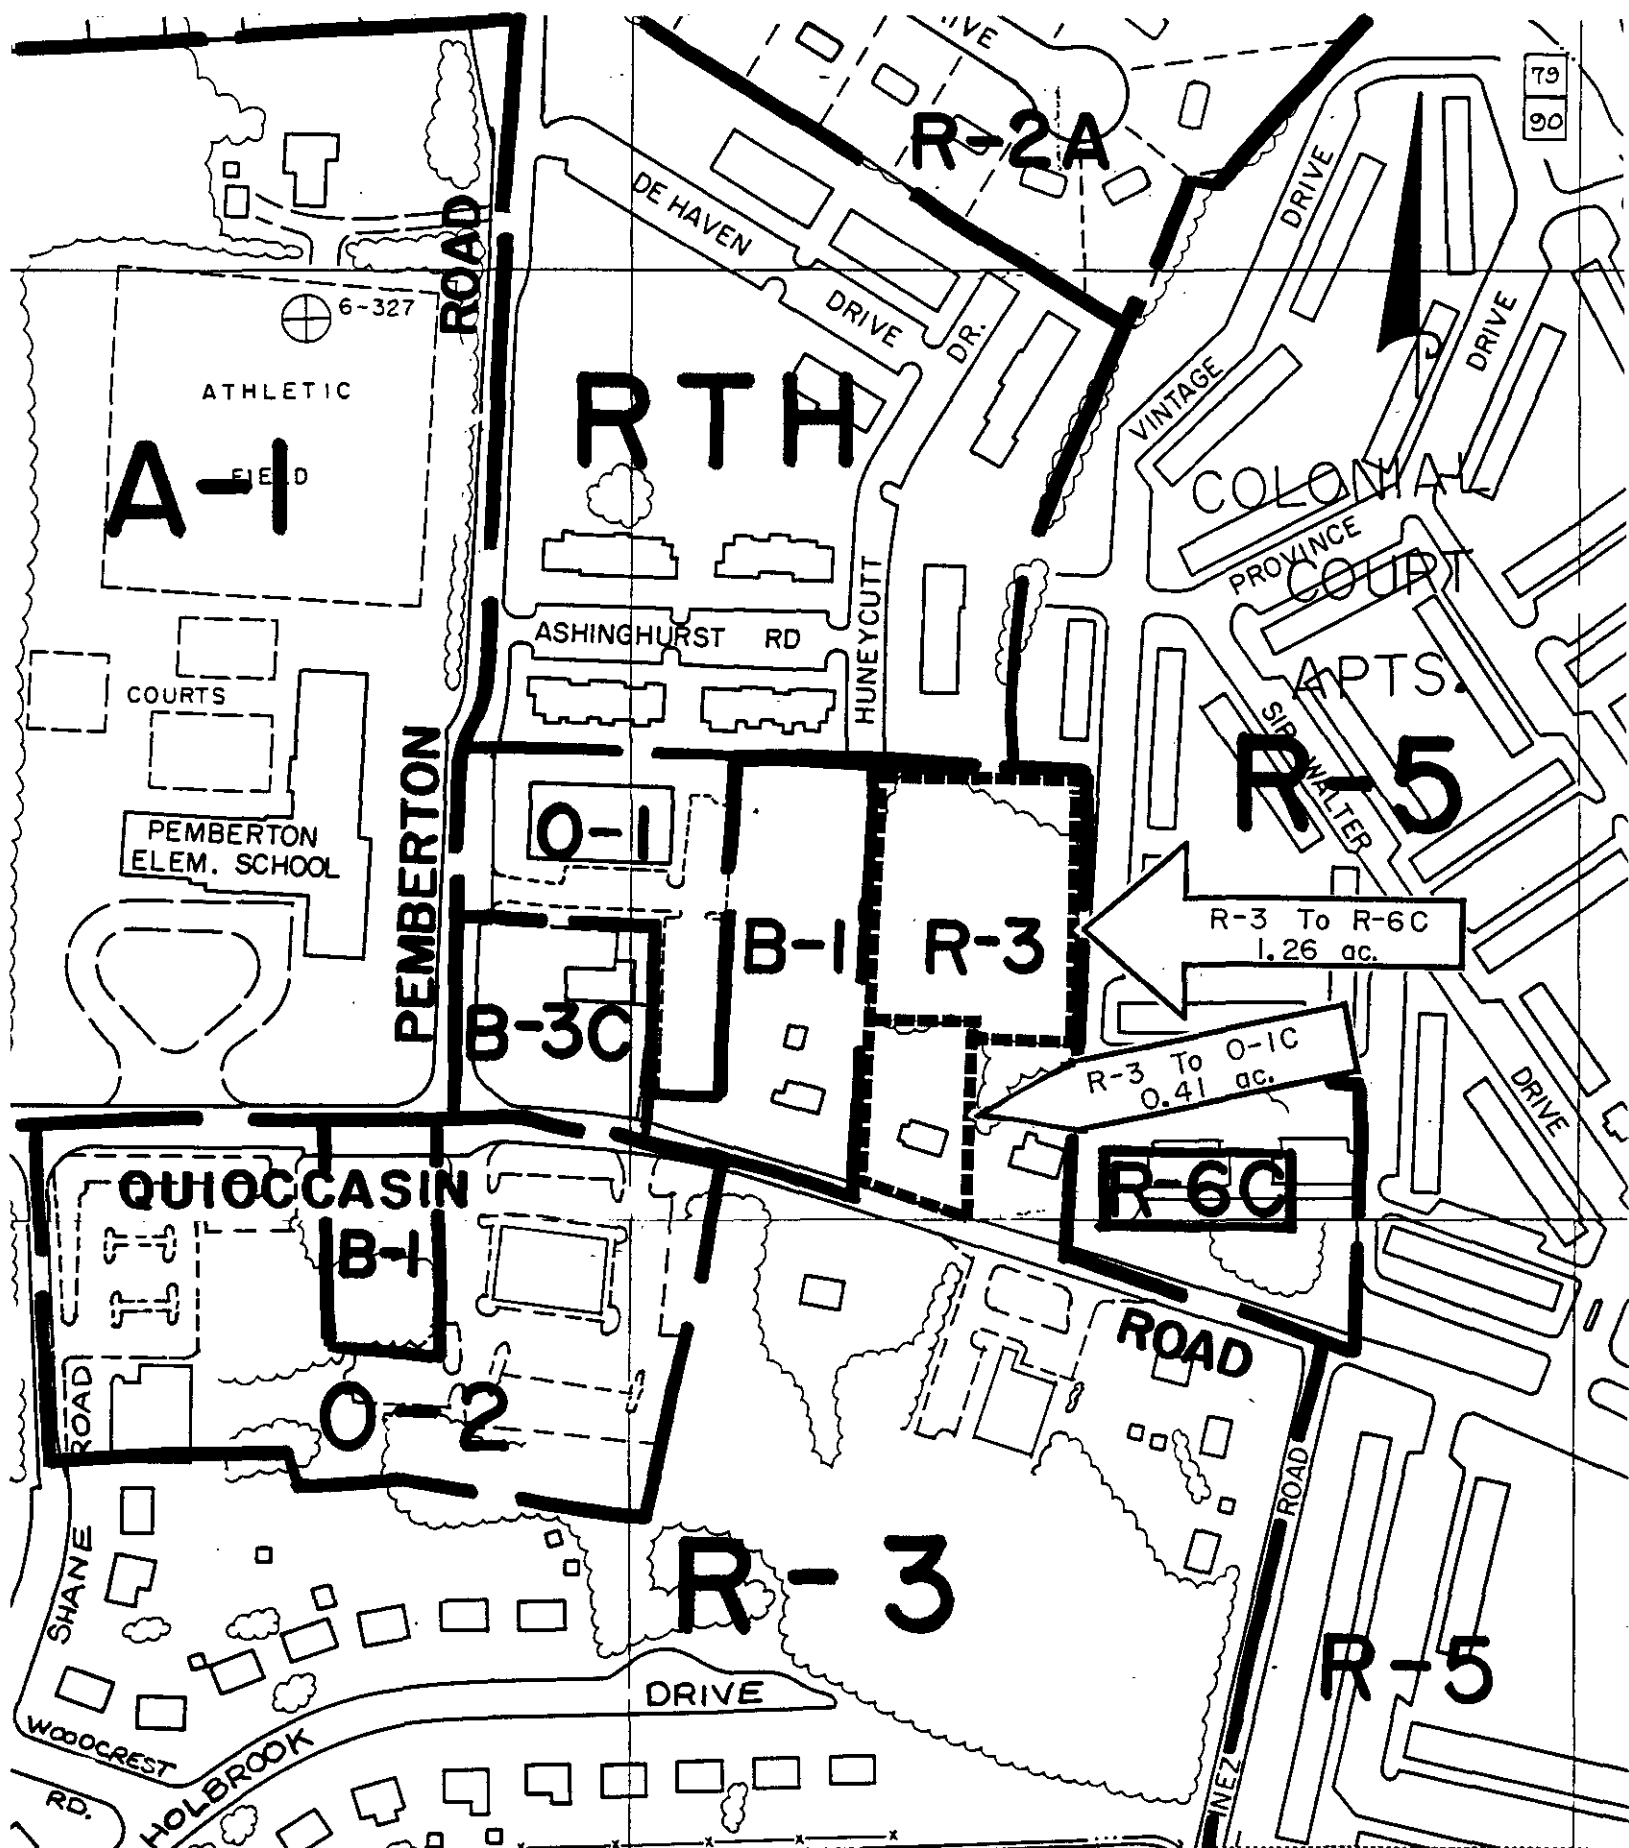 DRIVE
79
90
R-2A
DE HAVEN
DRIVE
DR.
DRIVE
DRIVE
VINTAGE
ROAD
6-327
ATHLETIC
FIELD
A-1
RTH
COLONIAL
COURT
APTS.
PROVINCE
ASHINGHURST RD
HUNEYCUTT
COURTS
SIR WALTER
DRIVE
R-5
PEMBERTON
ELEM. SCHOOL
PEMBERTON
O-1
B-1
R-3
R-3 To R-6C
1.26 ac.
B-3C
R-3 To O-1C
0.41 ac.
R-6C
QUIOCCASIN
ROAD
B-1
O-2
ROAD
SHANE
R-3
R-5
ROAD
INEZ
DRIVE
HOLBROOK
WOOCREST
RD.